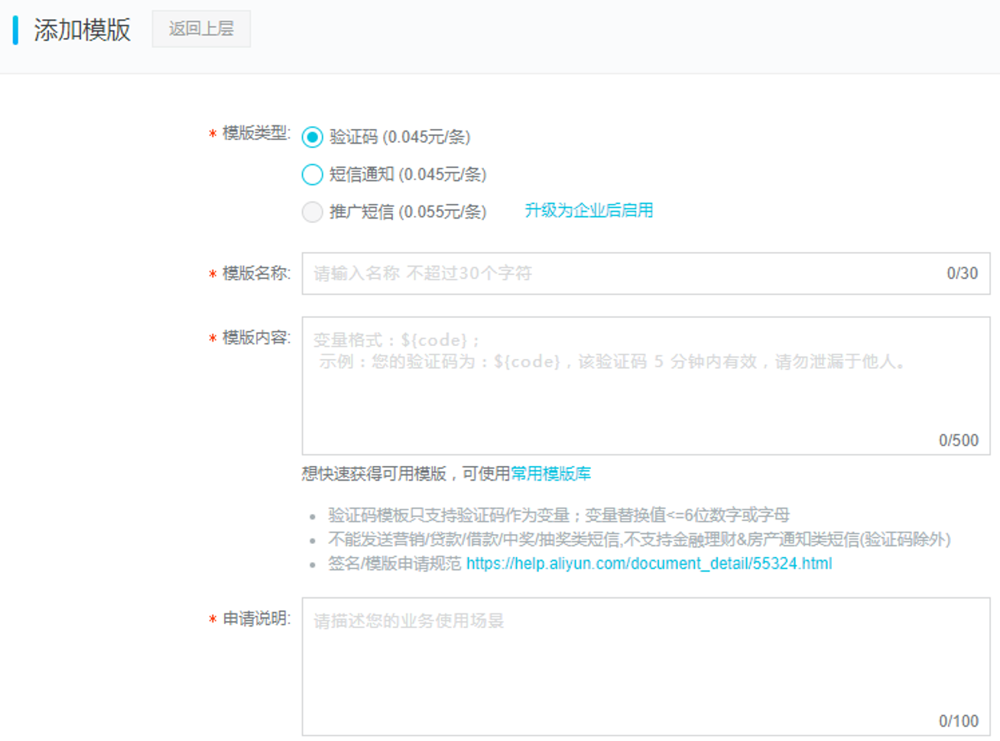 添加模版 返回上层
* 模版类型: 验证码 (0.045元/条)
短信通知 (0.045元/条)
推广短信 (0.055元/条) 升级为企业后启用
* 模版名称: 请输入名称 不超过30个字符 0/30
* 模版内容: 变量格式：${code}；
示例：您的验证码为：${code}，该验证码 5 分钟内有效，请勿泄漏于他人。
0/500
想快速获得可用模版，可使用常用模版库
• 验证码模板只支持验证码作为变量；变量替换值<=6位数字或字母
• 不能发送营销/贷款/借款/中奖/抽奖类短信,不支持金融理财&房产通知类短信(验证码除外)
• 签名/模版申请规范 https://help.aliyun.com/document_detail/55324.html
* 申请说明: 请描述您的业务使用场景
0/100